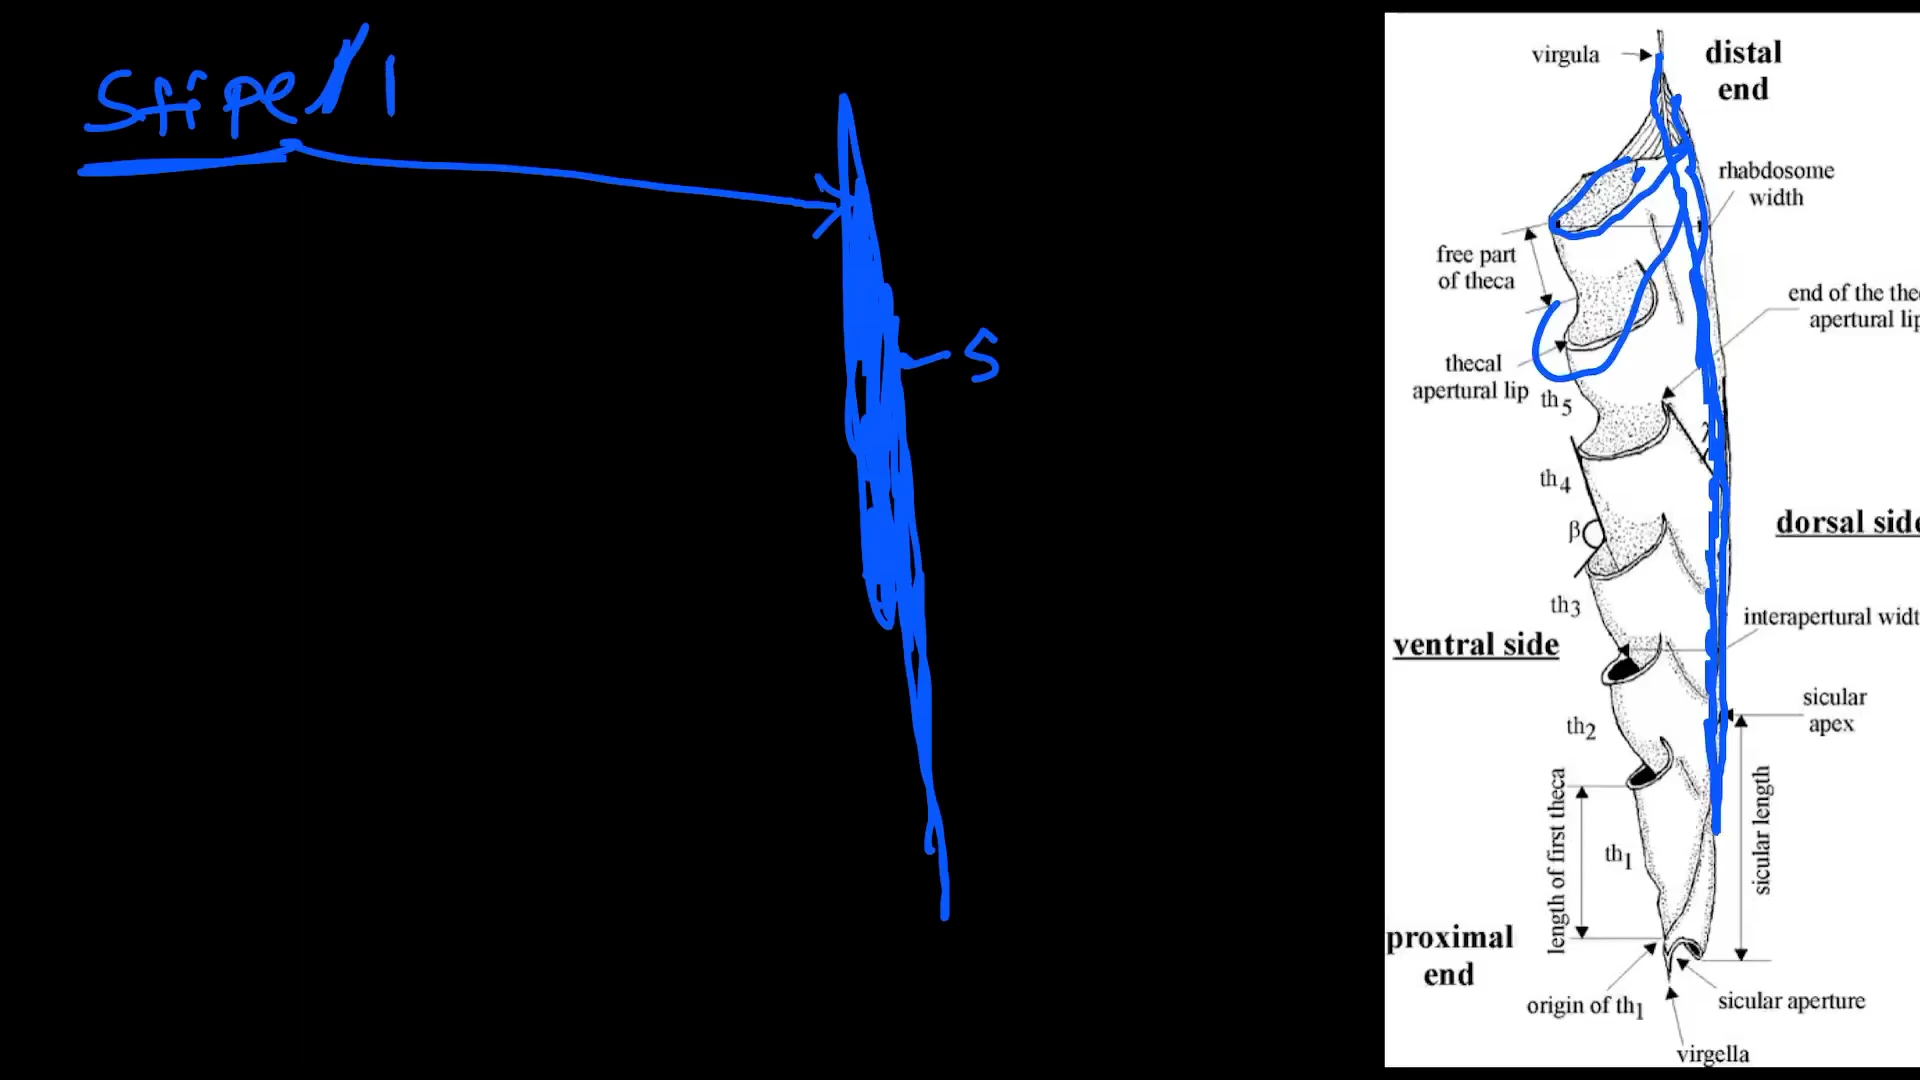 Stipe / 1
S
virgula
distal
end
rhabdosome
width
free part
of theca
end of the the
apertural lip
thecal
apertural lip
th5
th4
β
dorsal side
th3
interapertural widt
ventral side
sicular
apex
th2
length of first theca
sicular length
th1
proximal
end
origin of th1
sicular aperture
virgella